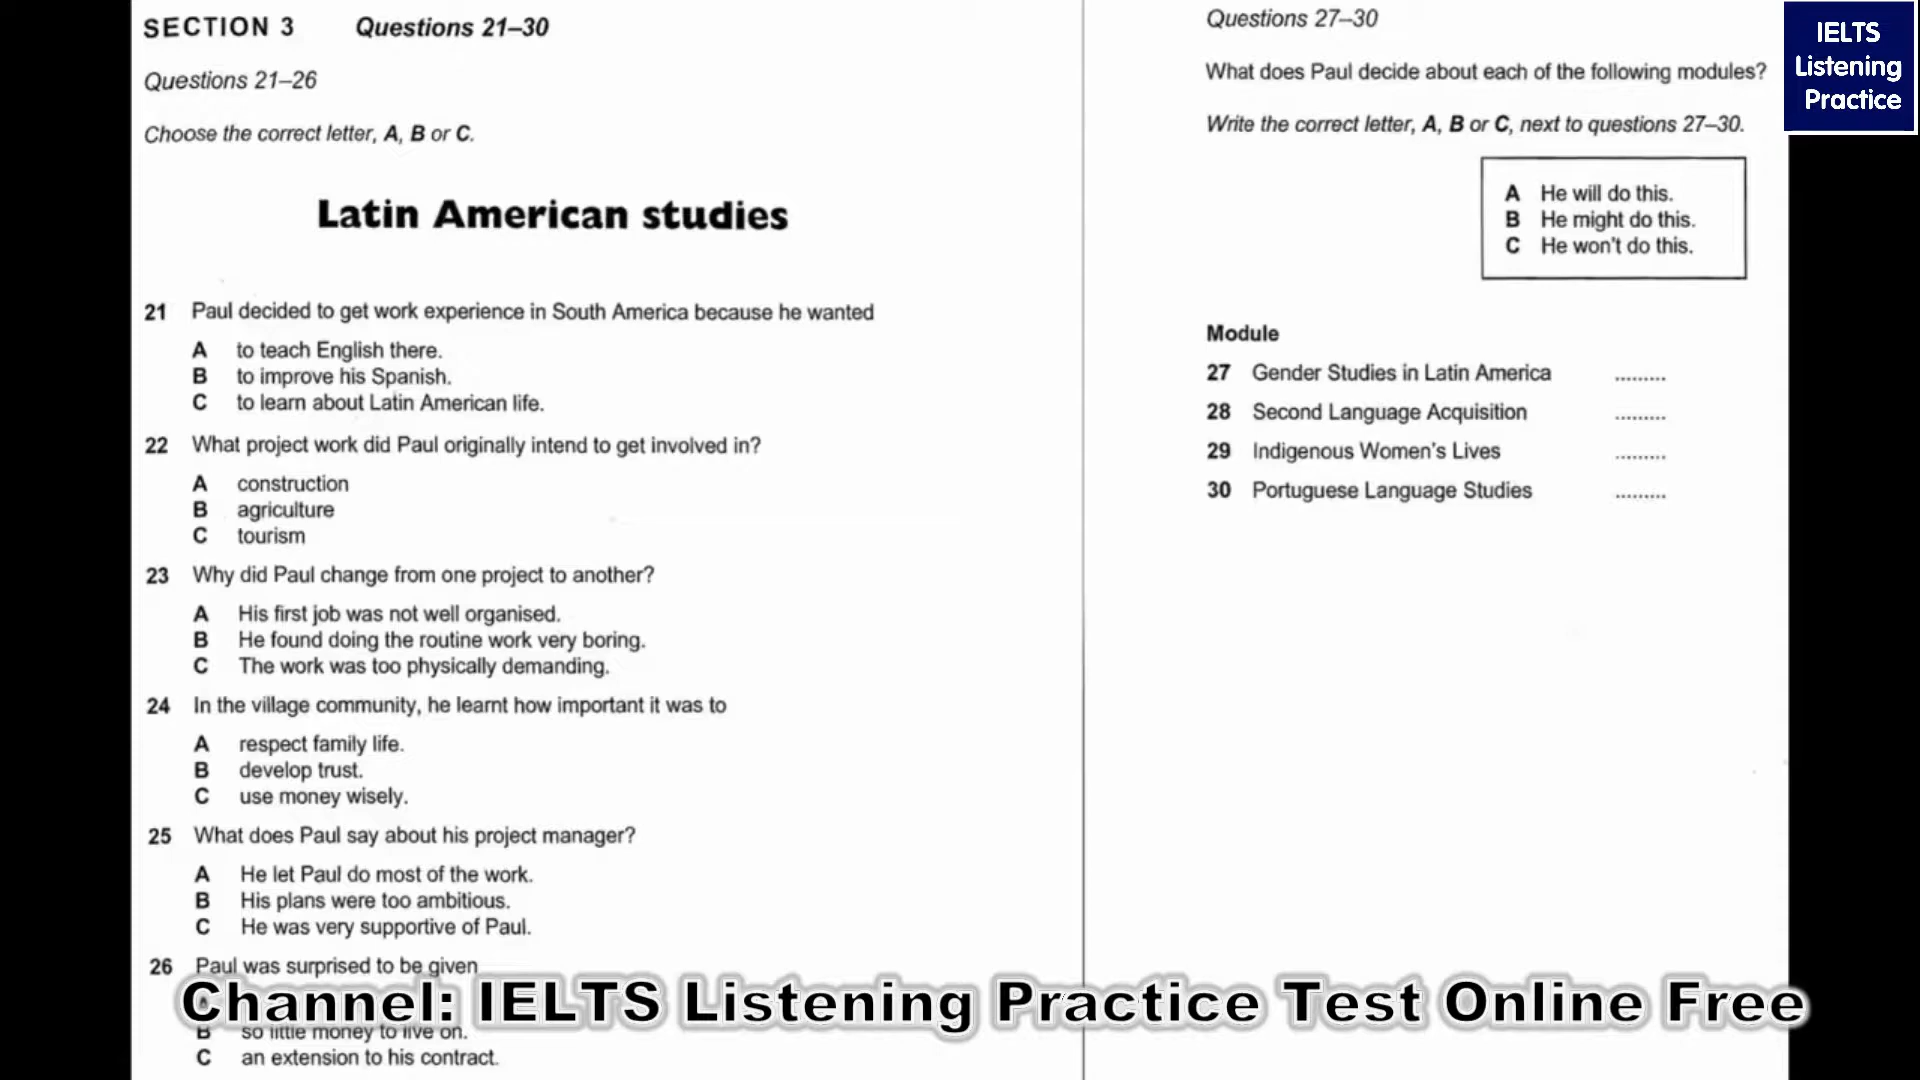 SECTION 3 Questions 21–30
Questions 21–26
Choose the correct letter, A, B or C.
Latin American studies
21 Paul decided to get work experience in South America because he wanted
A to teach English there.
B to improve his Spanish.
C to learn about Latin American life.
22 What project work did Paul originally intend to get involved in?
A construction
B agriculture
C tourism
23 Why did Paul change from one project to another?
A His first job was not well organised.
B He found doing the routine work very boring.
C The work was too physically demanding.
24 In the village community, he learnt how important it was to
A respect family life.
B develop trust.
C use money wisely.
25 What does Paul say about his project manager?
A He let Paul do most of the work.
B His plans were too ambitious.
C He was very supportive of Paul.
26 Paul was surprised to be given
B so little money to live on.
C an extension to his contract.
Questions 27–30
What does Paul decide about each of the following modules?
Write the correct letter, A, B or C, next to questions 27–30.
A He will do this.
B He might do this.
C He won't do this.
Module
27 Gender Studies in Latin America .........
28 Second Language Acquisition .........
29 Indigenous Women's Lives .........
30 Portuguese Language Studies .........
IELTS
Listening
Practice
Channel: IELTS Listening Practice Test Online Free